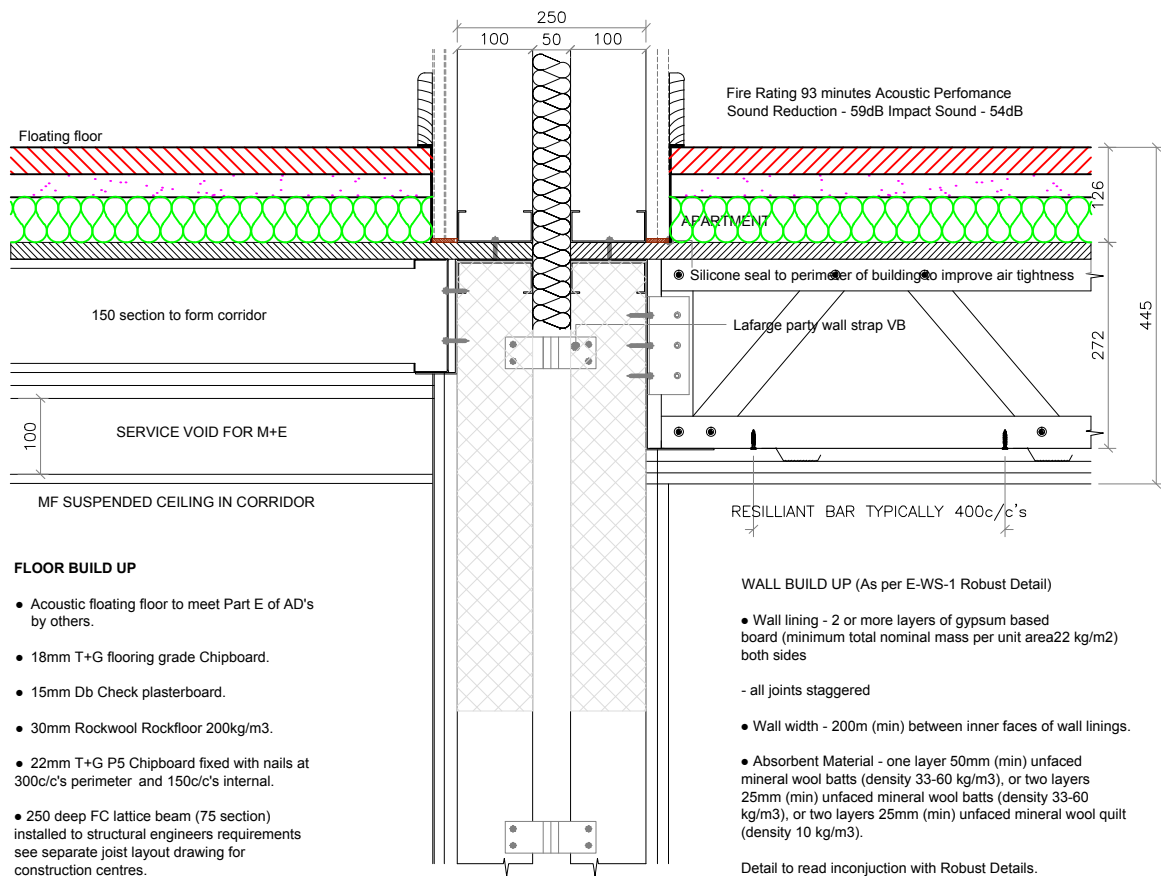 250
100 50 100
Fire Rating 93 minutes Acoustic Perfomance
Sound Reduction - 59dB Impact Sound - 54dB
Floating floor
126
APARTMENT
Silicone seal to perimeter of building to improve air tightness
150 section to form corridor
Lafarge party wall strap VB
272
445
100
SERVICE VOID FOR M+E
MF SUSPENDED CEILING IN CORRIDOR
RESILLIANT BAR TYPICALLY 400c/c's
FLOOR BUILD UP
● Acoustic floating floor to meet Part E of AD's
by others.
● 18mm T+G flooring grade Chipboard.
● 15mm Db Check plasterboard.
● 30mm Rockwool Rockfloor 200kg/m3.
● 22mm T+G P5 Chipboard fixed with nails at
300c/c's perimeter and 150c/c's internal.
● 250 deep FC lattice beam (75 section)
installed to structural engineers requirements
see separate joist layout drawing for
construction centres.
WALL BUILD UP (As per E-WS-1 Robust Detail)
● Wall lining - 2 or more layers of gypsum based
board (minimum total nominal mass per unit area22 kg/m2)
both sides
- all joints staggered
● Wall width - 200m (min) between inner faces of wall linings.
● Absorbent Material - one layer 50mm (min) unfaced
mineral wool batts (density 33-60 kg/m3), or two layers
25mm (min) unfaced mineral wool batts (density 33-60
kg/m3), or two layers 25mm (min) unfaced mineral wool quilt
(density 10 kg/m3).
Detail to read inconjuction with Robust Details.